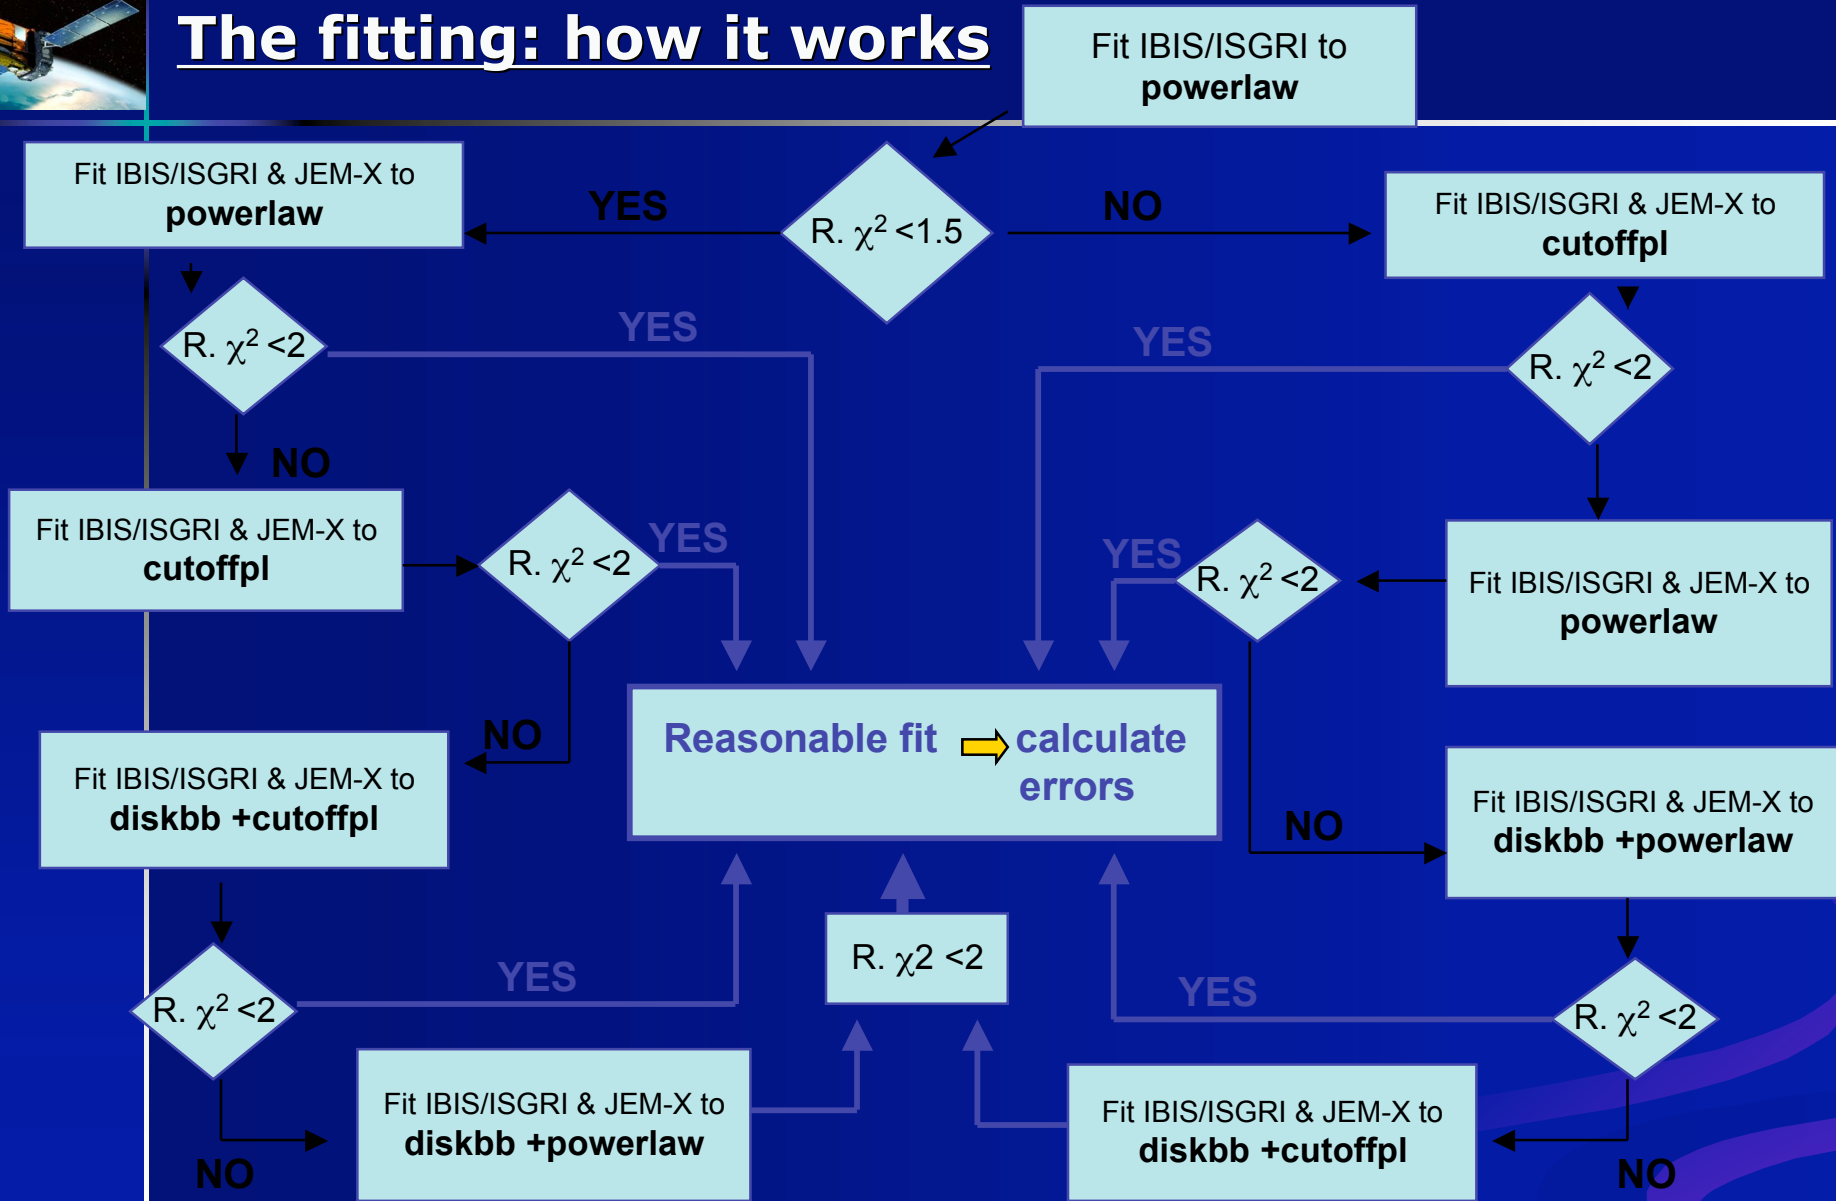 The fitting: how it works
Fit IBIS/ISGRI to
powerlaw
Fit IBIS/ISGRI & JEM-X to
powerlaw
YES
R. χ² <1.5
NO
Fit IBIS/ISGRI & JEM-X to
cutoffpl
R. χ² <2
YES
YES
R. χ² <2
NO
Fit IBIS/ISGRI & JEM-X to
cutoffpl
R. χ² <2
YES
YES
R. χ² <2
Fit IBIS/ISGRI & JEM-X to
powerlaw
NO
Fit IBIS/ISGRI & JEM-X to
diskbb +cutoffpl
Reasonable fit calculate
errors
NO
Fit IBIS/ISGRI & JEM-X to
diskbb +powerlaw
R. χ² <2
YES
R. χ2 <2
YES
R. χ² <2
NO
Fit IBIS/ISGRI & JEM-X to
diskbb +powerlaw
Fit IBIS/ISGRI & JEM-X to
diskbb +cutoffpl
NO